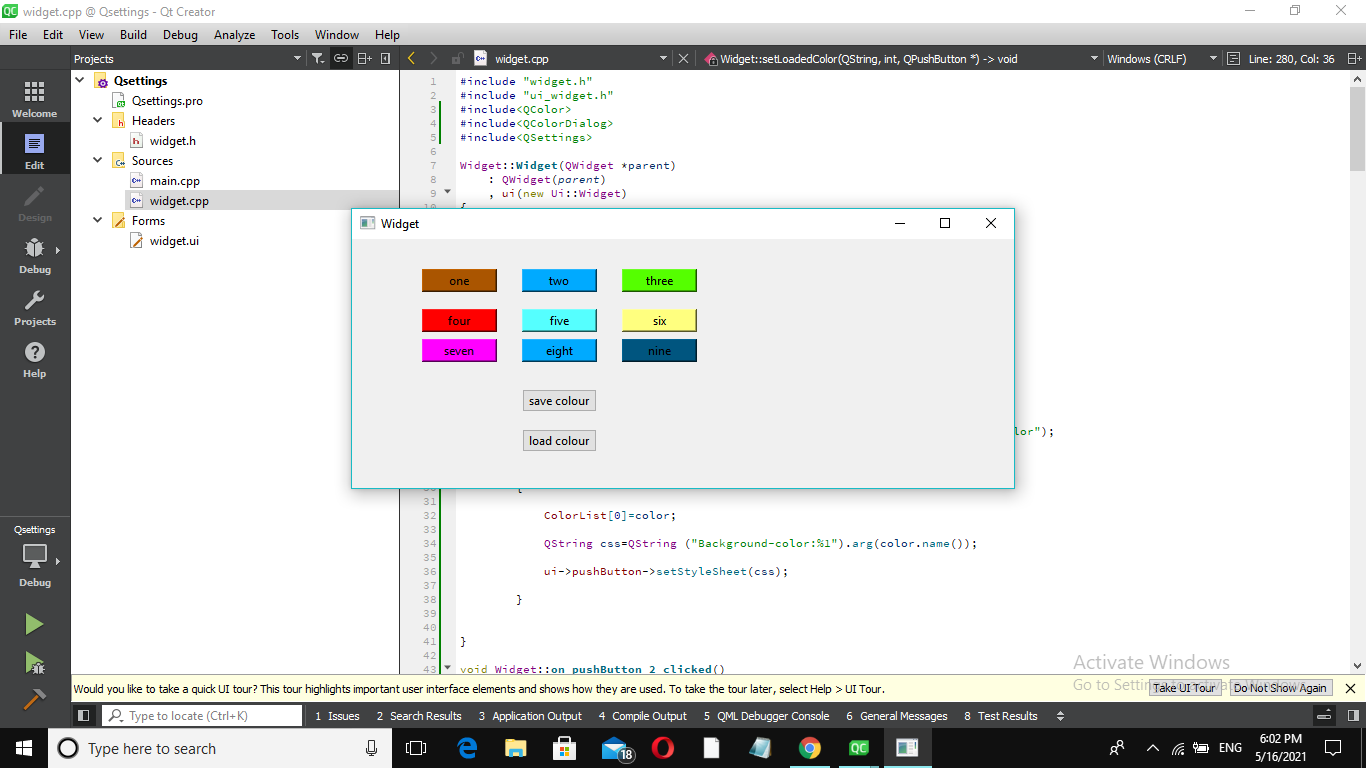 widget.cpp @ Qsettings - Qt Creator
File Edit View Build Debug Analyze Tools Window Help
Projects widget.cpp Widget::setLoadedColor(QString, int, QPushButton *) -> void Windows (CRLF) Line: 280, Col: 36
Welcome
Edit
Design
Debug
Projects
Help
Qsettings
Debug
Qsettings
Qsettings.pro
Headers
widget.h
Sources
main.cpp
widget.cpp
Forms
widget.ui
1 #include "widget.h"
2 #include "ui_widget.h"
3 #include<QColor>
4 #include<QColorDialog>
5 #include<QSettings>
6
7 Widget::Widget(QWidget *parent)
8 : QWidget(parent)
9 , ui(new Ui::Widget)
10 {
Widget
one two three
four five six
seven eight nine
save colour
load colour
lor");
{
31
32 ColorList[0]=color;
33
34 QString css=QString ("Background-color:%1").arg(color.name());
35
36 ui->pushButton->setStyleSheet(css);
37
38 }
39
40
41 }
42
43 void Widget::on_pushButton_2_clicked()
Activate Windows
Go to Settings to activate Windows.
Would you like to take a quick UI tour? This tour highlights important user interface elements and shows how they are used. To take the tour later, select Help > UI Tour. Take UI Tour Do Not Show Again
Type to locate (Ctrl+K) 1 Issues 2 Search Results 3 Application Output 4 Compile Output 5 QML Debugger Console 6 General Messages 8 Test Results
Type here to search 18 ENG 6:02 PM
5/16/2021